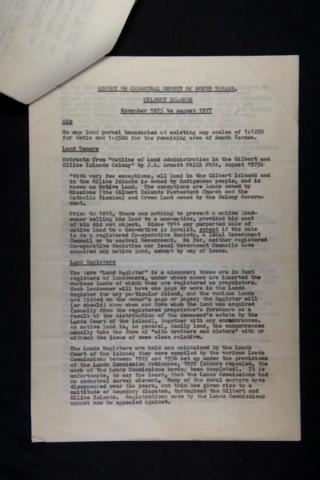 REPORT ON CADASTRAL SURVEY OF SOUTH TARAWA,
GILBERT ISLANDS
November 1975 to August 1977
Aim
To map land parcel boundaries at existing map scales of 1:1250
for Betio and 1:2500 for the remaining area of South Tarawa.
Land Tenure
Extracts from "Outline of Land Administration in the Gilbert and
Ellice Islands Colony" by J.A. Arnott FRICS FRVA, August 1975:
"With very few exceptions, all land in the Gilbert Islands and
in the Ellice Islands is owned by indigenous people, and is
known as Native Land. The exceptions are lands owned by
Missions (the Gilbert Islands Protestant Church and the
Catholic Mission) and Crown Land owned by the Colony Govern-
ment.
Prior to 1916, there was nothing to prevent a native land-
owner selling his land to a non-native, provided his next
of kin did not object. Since 1916 any purported sale of
native land to a non-native is invalid, except if the sale
is to a registered Co-operative Society, a Local Government
Council or to central Government. So far, neither registered
Co-operative Societies nor Local Government Councils have
acquired any native land, except by way of lease.
Land Registers
The term "Land Register" is a misnomer; these are in fact
registers of landowners, under whose names are inserted the
various lands of which they are registered as proprietors.
Each landowner will have one page or more in the Lands
Register for any particular island, and the various lands
are listed on the owner's page or pages; the Register will
(or should) show when and from whom the land was acquired
(usually from the registered proprietor's forebears as a
result of the distribution of the deceased's estate by the
Lands Court of the island), together with any encumbrances.
As native land is, in general, family land, the encumbrances
usually take the form of "with brothers and sisters" with or
without the issue of some close relative.
The Lands Registers are held and maintained by the Lands
Court of the island; they were compiled by the various Lands
Commissions between 1922 and 1956 set up under the provisions
of the Lands Commission Ordinance, 1922 (since repealed, the
work of the Lands Commissions having been completed). It is
unfortunate, to say the least, that the Lands Commission had
no cadastral survey element. Many of the coral markers have
disappeared over the years, and this has given rise to a
multitude of boundary disputes, throughout the Gilbert and
Ellice Islands. Registrations made by the Lands Commissions
cannot now be appealed against.